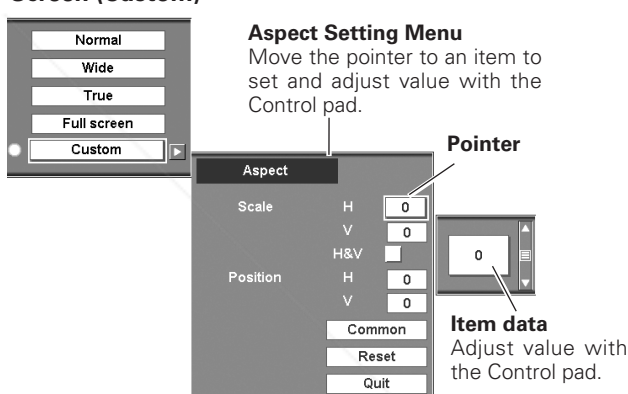 Screen (Custom)
Normal
Wide
True
Full screen
Custom
Aspect Setting Menu
Move the pointer to an item to
set and adjust value with the
Control pad.
Pointer
Aspect
Scale H 0
V 0
H&V
Position H 0
V 0
Common
Reset
Quit
0
Item data
Adjust value with
the Control pad.